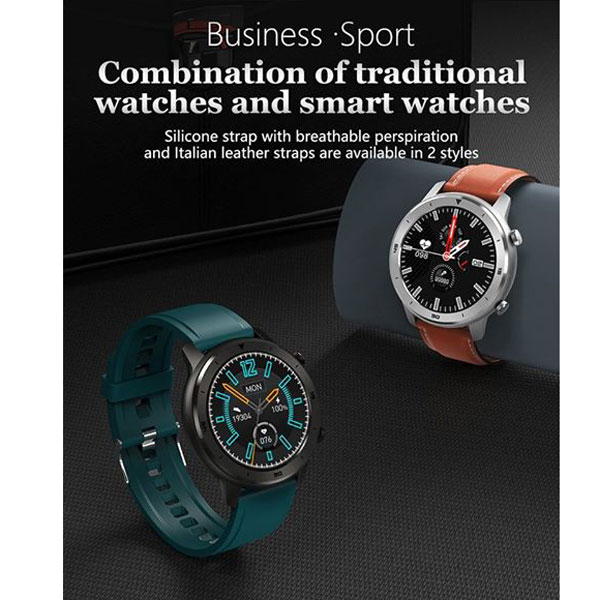 Business ·Sport
Combination of traditional
watches and smart watches
Silicone strap with breathable perspiration
and Italian leather straps are available in 2 styles
12
MON
19304
100%
076